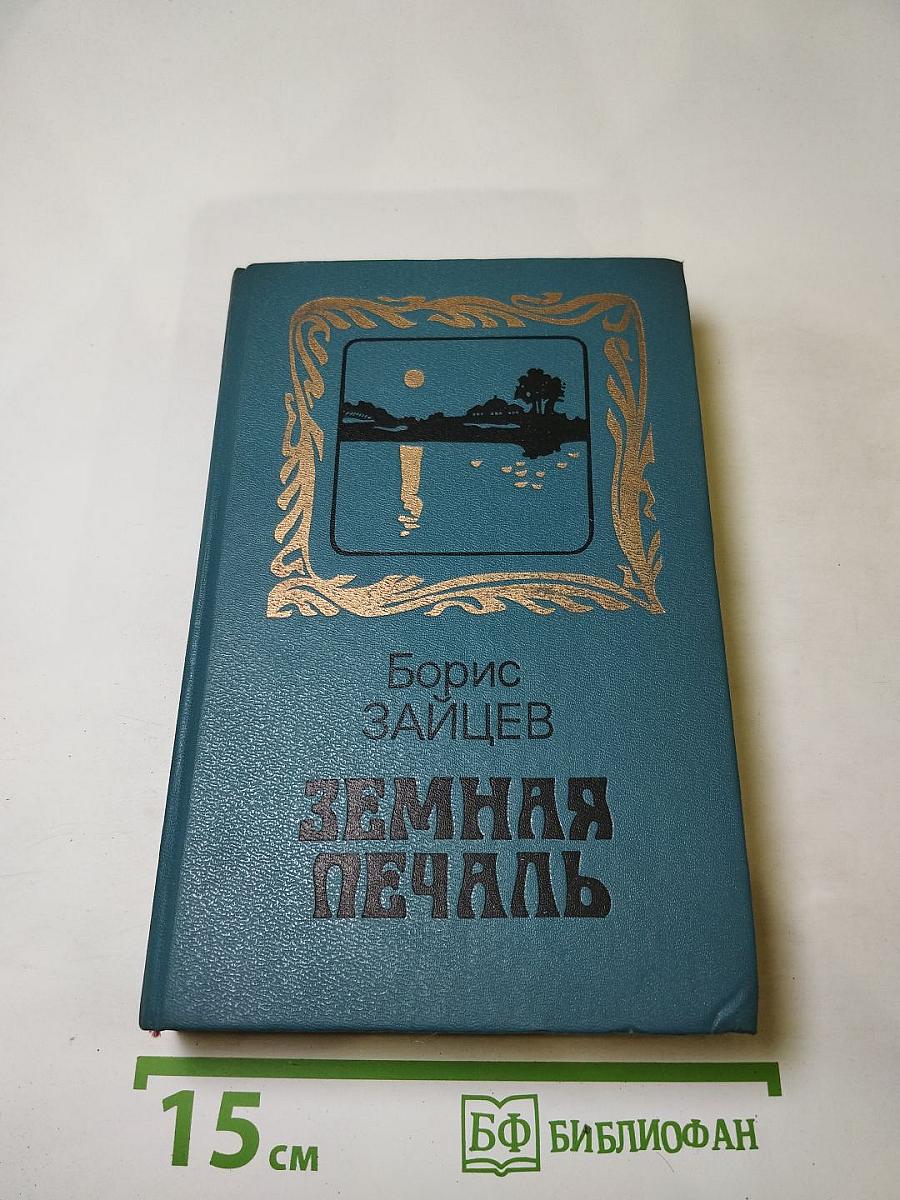 Борис
ЗАЙЦЕВ
ЗЕМНАЯ
ПЕЧАЛЬ
15 см
БФ БИБЛИОФАН